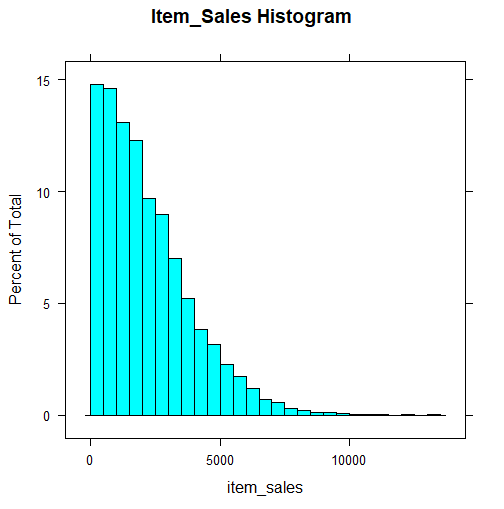 Item_Sales Histogram
15
10
5
0
Percent of Total
0 5000 10000
item_sales